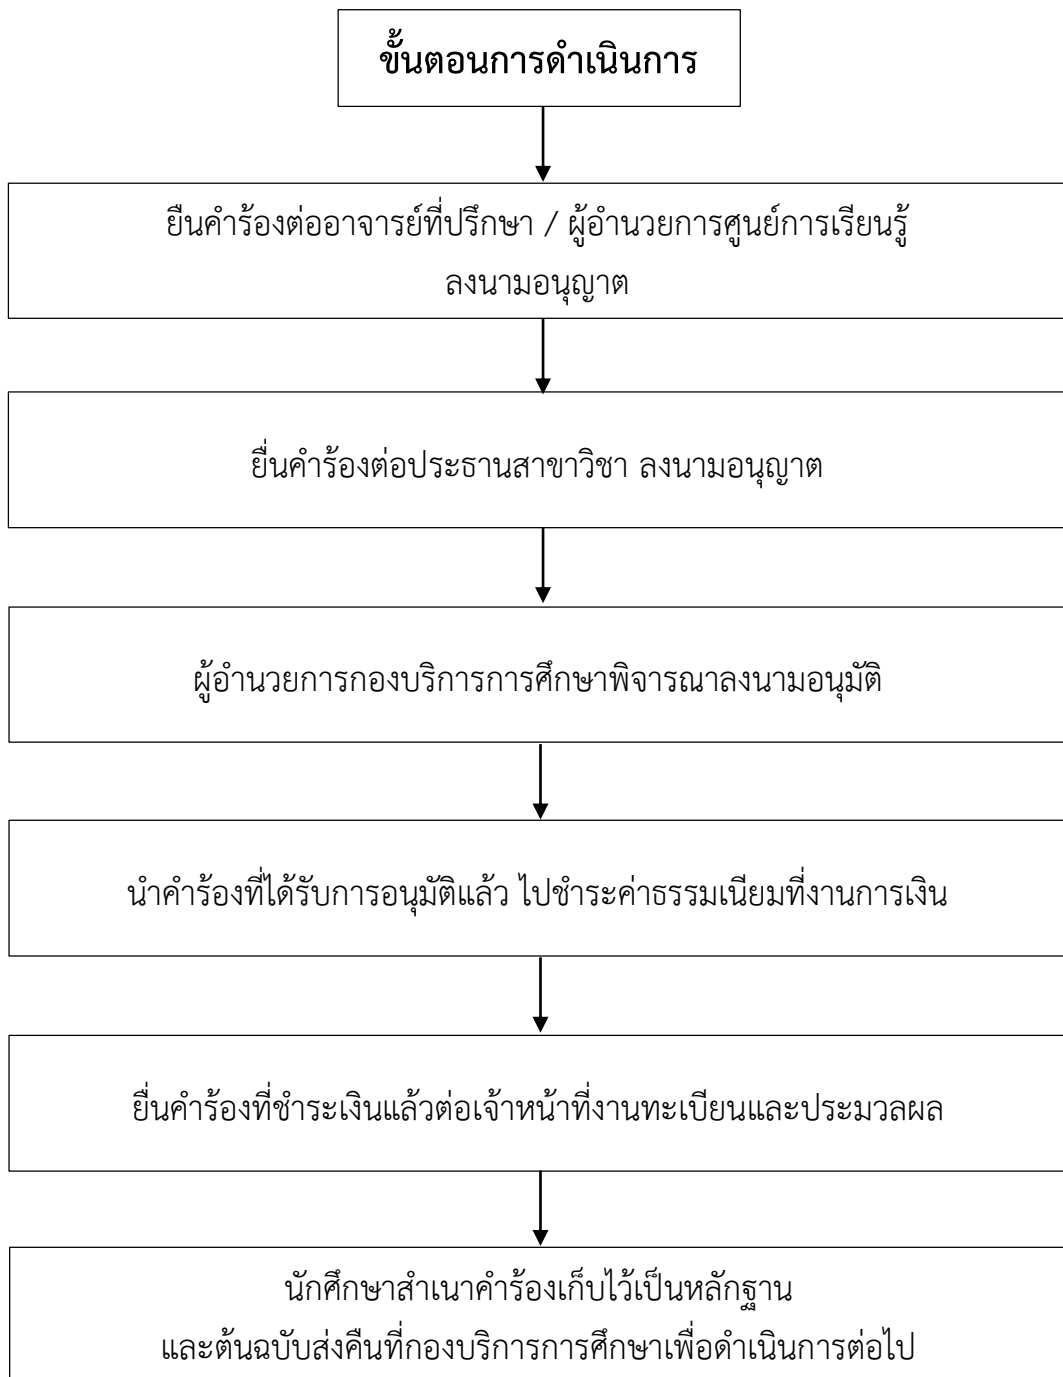 ขั้นตอนการดำเนินการ
ยืนคำร้องต่ออาจารย์ที่ปรึกษา / ผู้อำนวยการศูนย์การเรียนรู้
ลงนามอนุญาต
ยื่นคำร้องต่อประธานสาขาวิชา ลงนามอนุญาต
ผู้อำนวยการกองบริการการศึกษาพิจารณาลงนามอนุมัติ
นำคำร้องที่ได้รับการอนุมัติแล้ว ไปชำระค่าธรรมเนียมที่งานการเงิน
ยื่นคำร้องที่ชำระเงินแล้วต่อเจ้าหน้าที่งานทะเบียนและประมวลผล
นักศึกษาสำเนาคำร้องเก็บไว้เป็นหลักฐาน
และต้นฉบับส่งคืนที่กองบริการการศึกษาเพื่อดำเนินการต่อไป